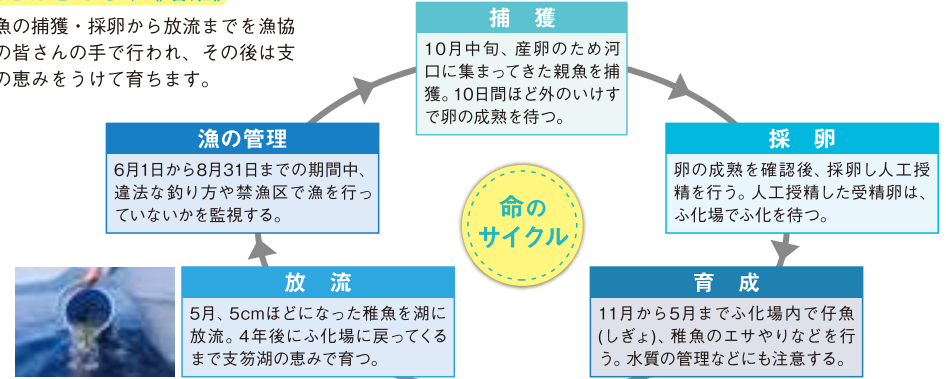 魚の捕獲・採卵から放流までを漁協
の皆さんの手で行われ、その後は支
の恵みをうけて育ちます。
捕 獲
10月中旬、産卵のため河
口に集まってきた親魚を捕
獲。10日間ほど外のいけす
で卵の成熟を待つ。
採 卵
卵の成熟を確認後、採卵し人工授
精を行う。人工授精した受精卵は、
ふ化場でふ化を待つ。
育 成
11月から5月までふ化場内で仔魚
(しぎょ)、稚魚のエサやりなどを行
う。水質の管理などにも注意する。
放 流
5月、5cmほどになった稚魚を湖に
放流。4年後にふ化場に戻ってくる
まで支笏湖の恵みで育つ。
漁の管理
6月1日から8月31日までの期間中、
違法な釣り方や禁漁区で漁を行っ
ていないかを監視する。
命の
サイクル